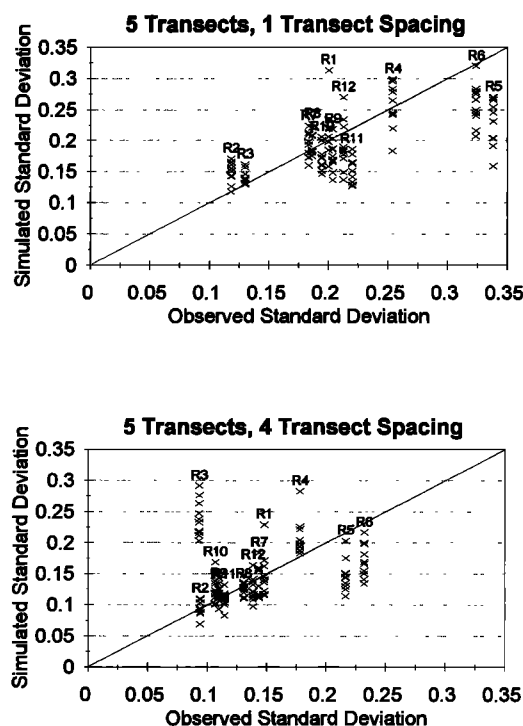 5 Transects, 1 Transect Spacing
Simulated Standard Deviation
0.35
0.3
0.25
0.2
0.15
0.1
0.05
0
R1
R12
R4
R6
R5
R9
R11
R2
R3
0 0.05 0.1 0.15 0.2 0.25 0.3 0.35
Observed Standard Deviation
5 Transects, 4 Transect Spacing
Simulated Standard Deviation
0.35
0.3
0.25
0.2
0.15
0.1
0.05
0
R3
R4
R1
R6
R5
R7
R12
R10
R2
0 0.05 0.1 0.15 0.2 0.25 0.3 0.35
Observed Standard Deviation